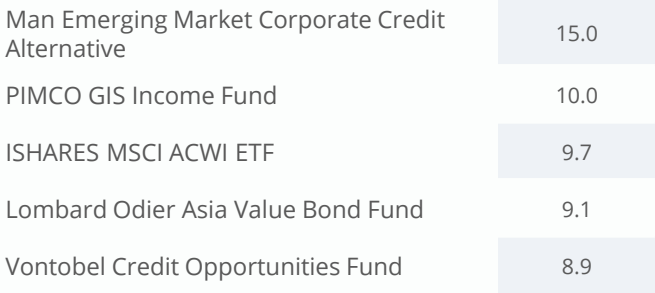 Man Emerging Market Corporate Credit
Alternative
15.0
PIMCO GIS Income Fund
10.0
ISHARES MSCI ACWI ETF
9.7
Lombard Odier Asia Value Bond Fund
9.1
Vontobel Credit Opportunities Fund
8.9